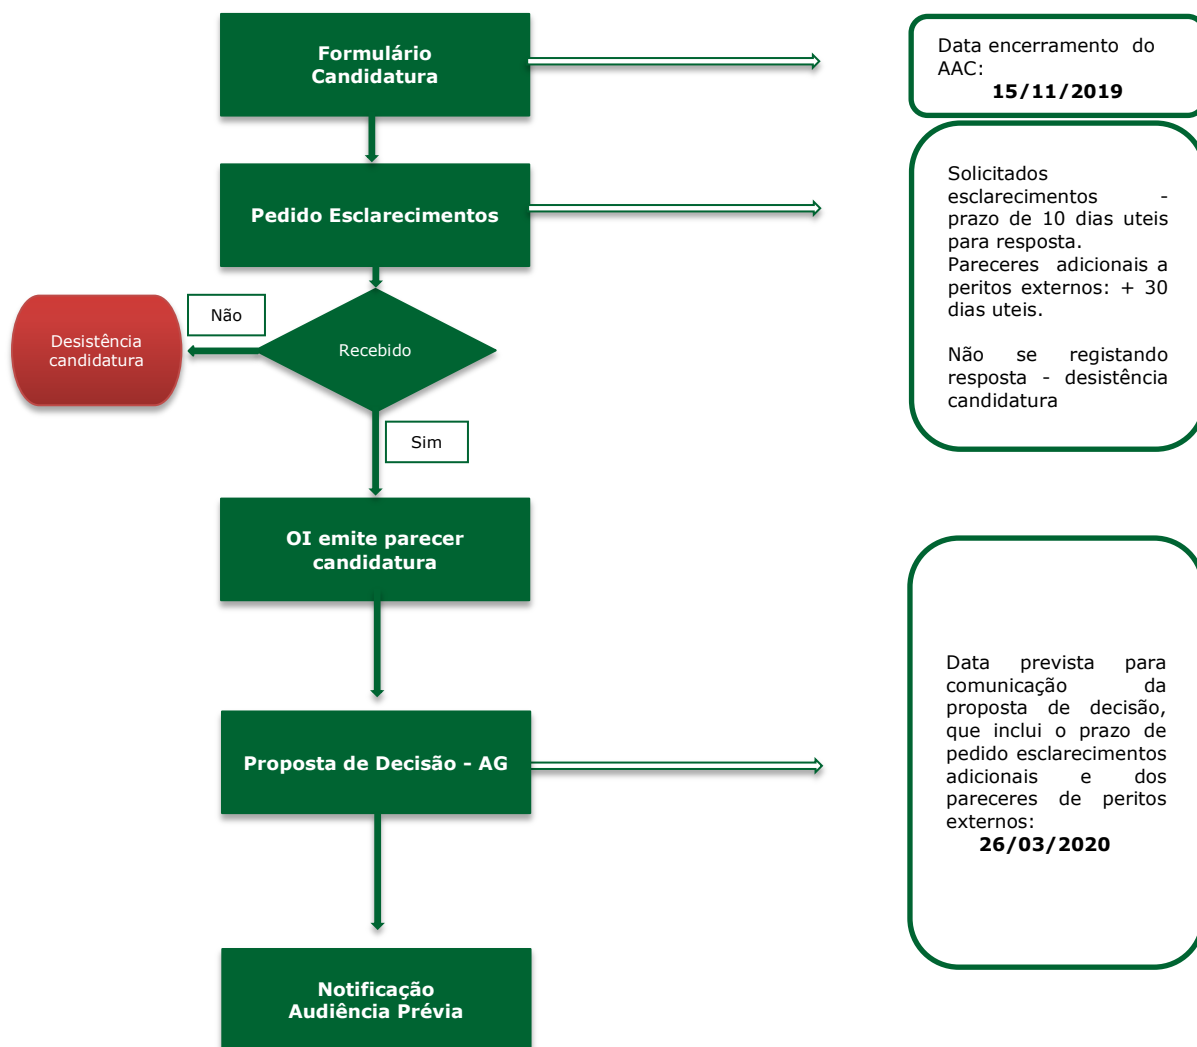 Formulário
Candidatura
Data encerramento do
AAC:
15/11/2019
Pedido Esclarecimentos
Solicitados
esclarecimentos -
prazo de 10 dias uteis
para resposta.
Pareceres adicionais a
peritos externos: + 30
dias uteis.
Não se registando
resposta - desistência
candidatura
Não
Desistência
candidatura
Recebido
Sim
OI emite parecer
candidatura
Proposta de Decisão - AG
Data prevista para
comunicação da
proposta de decisão,
que inclui o prazo de
pedido esclarecimentos
adicionais e dos
pareceres de peritos
externos:
26/03/2020
Notificação
Audiência Prévia